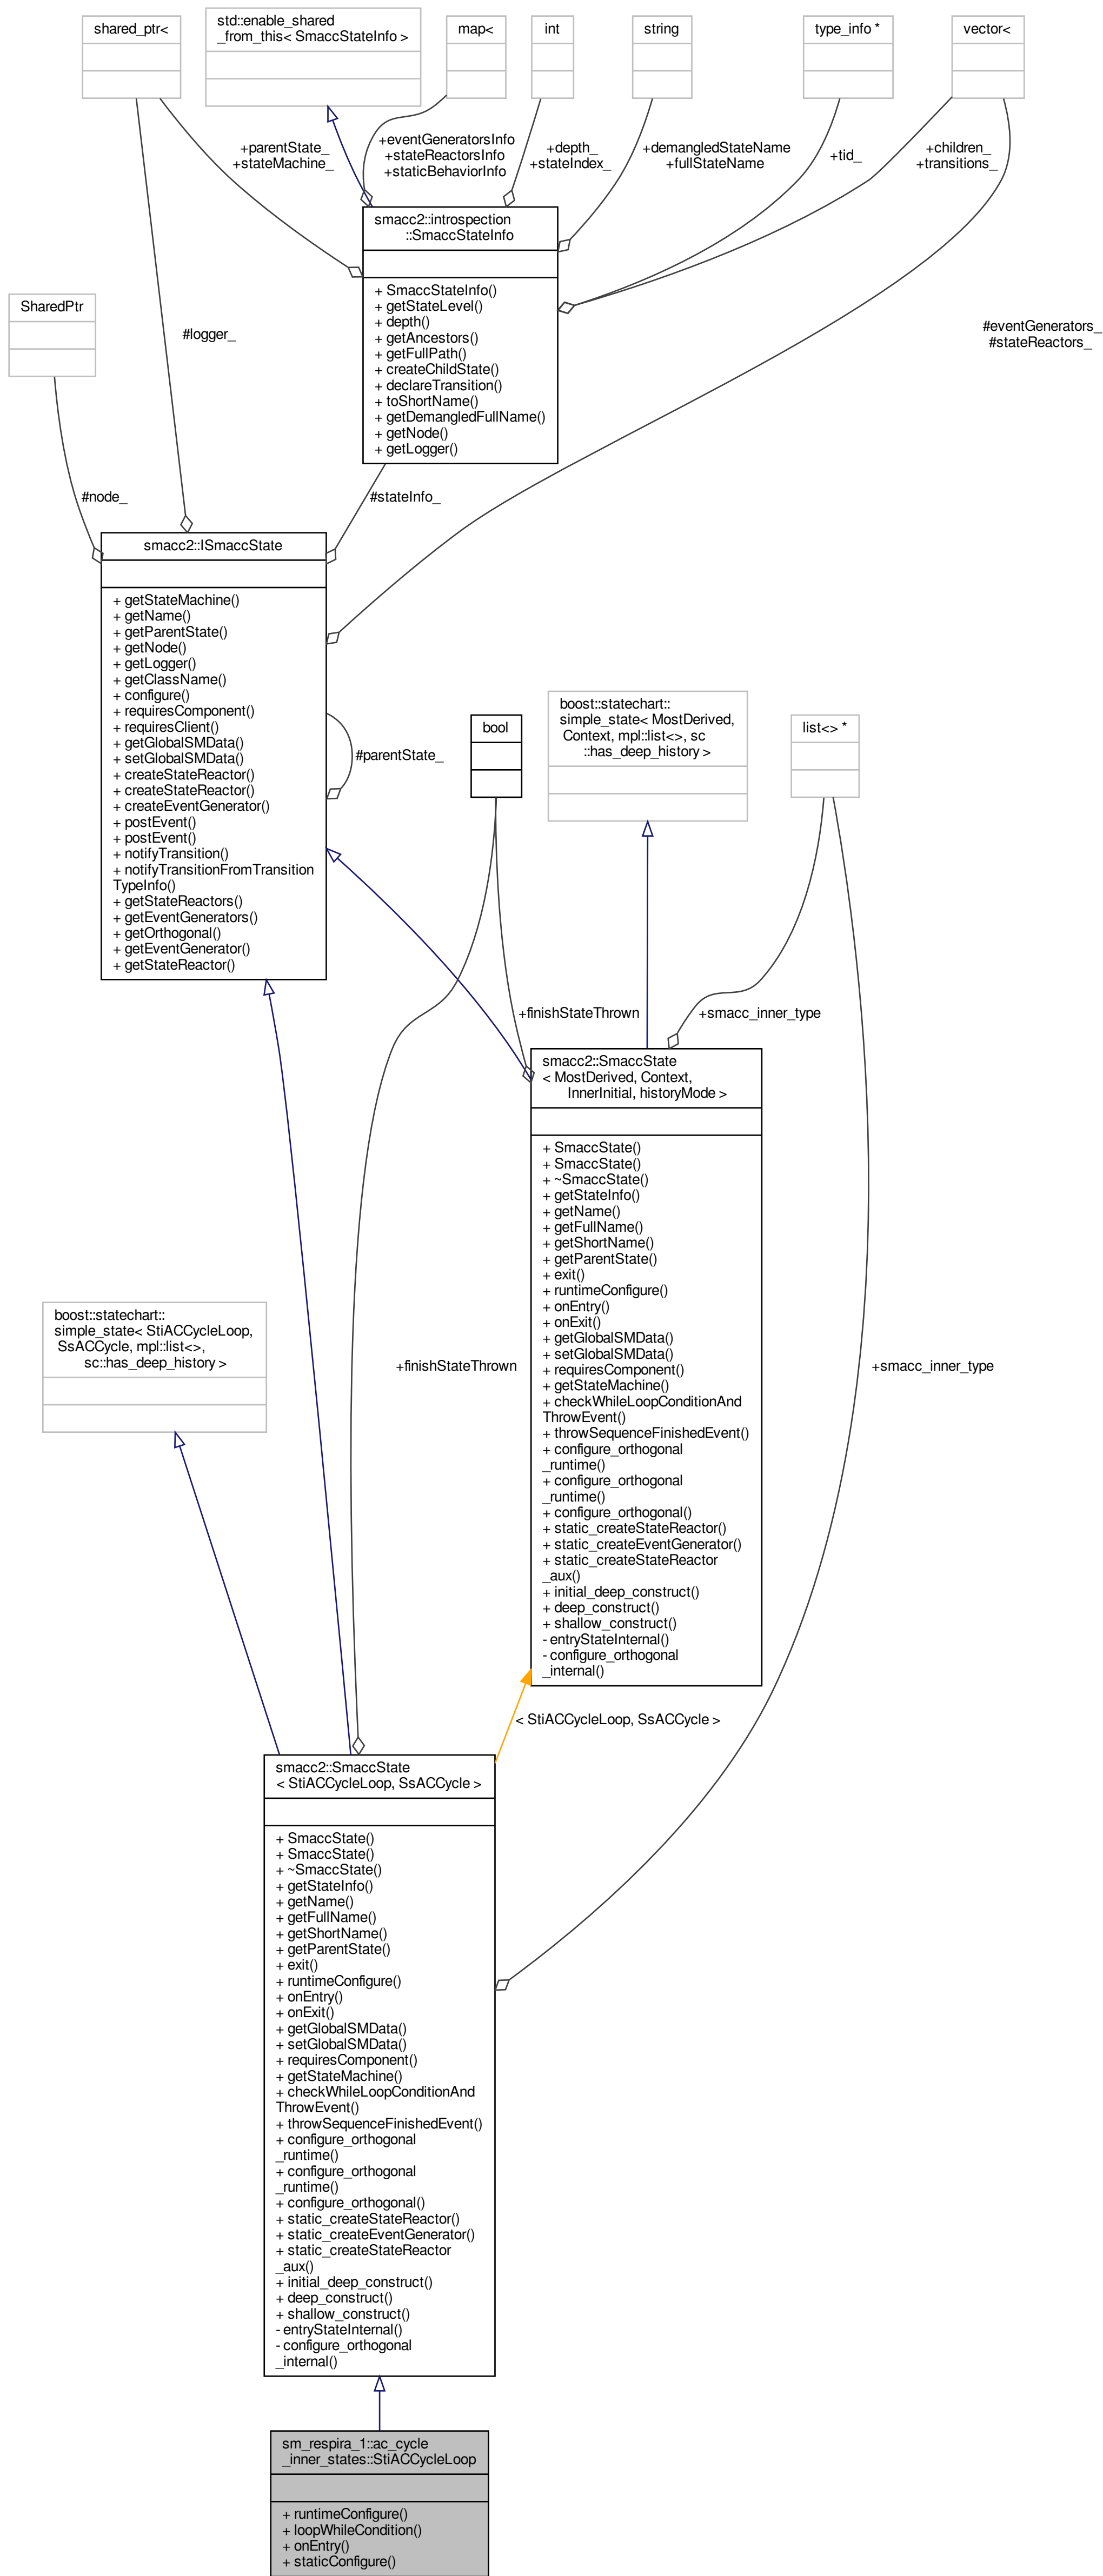 shared_ptr<
std::enable_shared
_from_this< SmaccStateInfo >
map<
int
string
type_info *
vector<
+parentState_
+stateMachine_
+eventGeneratorsInfo
+stateReactorsInfo
+staticBehaviorInfo
+depth_
+stateIndex_
+demangledStateName
+fullStateName
+tid_
+children_
+transitions_
smacc2::introspection
::SmaccStateInfo
+ SmaccStateInfo()
+ getStateLevel()
+ depth()
+ getAncestors()
+ getFullPath()
+ createChildState()
+ declareTransition()
+ toShortName()
+ getDemangledFullName()
+ getNode()
+ getLogger()
SharedPtr
#logger_
#eventGenerators_
#stateReactors_
#node_
#stateInfo_
smacc2::ISmaccState
+ getStateMachine()
+ getName()
+ getParentState()
+ getNode()
+ getLogger()
+ getClassName()
+ configure()
+ requiresComponent()
+ requiresClient()
+ getGlobalSMData()
+ setGlobalSMData()
+ createStateReactor()
+ createStateReactor()
+ createEventGenerator()
+ postEvent()
+ postEvent()
+ notifyTransition()
+ notifyTransitionFromTransition
TypeInfo()
+ getStateReactors()
+ getEventGenerators()
+ getOrthogonal()
+ getEventGenerator()
+ getStateReactor()
#parentState_
bool
boost::statechart::
simple_state< MostDerived,
Context, mpl::list<>, sc
::has_deep_history >
list<> *
+finishStateThrown
+smacc_inner_type
smacc2::SmaccState
< MostDerived, Context,
InnerInitial, historyMode >
+ SmaccState()
+ SmaccState()
+ ~SmaccState()
+ getStateInfo()
+ getName()
+ getFullName()
+ getShortName()
+ getParentState()
+ exit()
+ runtimeConfigure()
+ onEntry()
+ onExit()
+ getGlobalSMData()
+ setGlobalSMData()
+ requiresComponent()
+ getStateMachine()
+ checkWhileLoopConditionAnd
ThrowEvent()
+ throwSequenceFinishedEvent()
+ configure_orthogonal
_runtime()
+ configure_orthogonal
_runtime()
+ configure_orthogonal()
+ static_createStateReactor()
+ static_createEventGenerator()
+ static_createStateReactor
_aux()
+ initial_deep_construct()
+ deep_construct()
+ shallow_construct()
- entryStateInternal()
- configure_orthogonal
_internal()
boost::statechart::
simple_state< StiACCycleLoop,
SsACCycle, mpl::list<>,
sc::has_deep_history >
+finishStateThrown
+smacc_inner_type
< StiACCycleLoop, SsACCycle >
smacc2::SmaccState
< StiACCycleLoop, SsACCycle >
+ SmaccState()
+ SmaccState()
+ ~SmaccState()
+ getStateInfo()
+ getName()
+ getFullName()
+ getShortName()
+ getParentState()
+ exit()
+ runtimeConfigure()
+ onEntry()
+ onExit()
+ getGlobalSMData()
+ setGlobalSMData()
+ requiresComponent()
+ getStateMachine()
+ checkWhileLoopConditionAnd
ThrowEvent()
+ throwSequenceFinishedEvent()
+ configure_orthogonal
_runtime()
+ configure_orthogonal
_runtime()
+ configure_orthogonal()
+ static_createStateReactor()
+ static_createEventGenerator()
+ static_createStateReactor
_aux()
+ initial_deep_construct()
+ deep_construct()
+ shallow_construct()
- entryStateInternal()
- configure_orthogonal
_internal()
sm_respira_1::ac_cycle
_inner_states::StiACCycleLoop
+ runtimeConfigure()
+ loopWhileCondition()
+ onEntry()
+ staticConfigure()